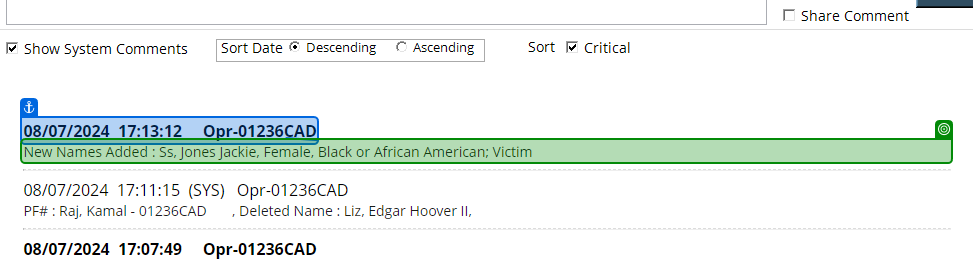 Share Comment
Show System Comments Sort Date Descending Ascending Sort Critical
08/07/2024 17:13:12 Opr-01236CAD
New Names Added : Ss, Jones Jackie, Female, Black or African American; Victim
08/07/2024 17:11:15 (SYS) Opr-01236CAD
PF# : Raj, Kamal - 01236CAD , Deleted Name : Liz, Edgar Hoover II,
08/07/2024 17:07:49 Opr-01236CAD